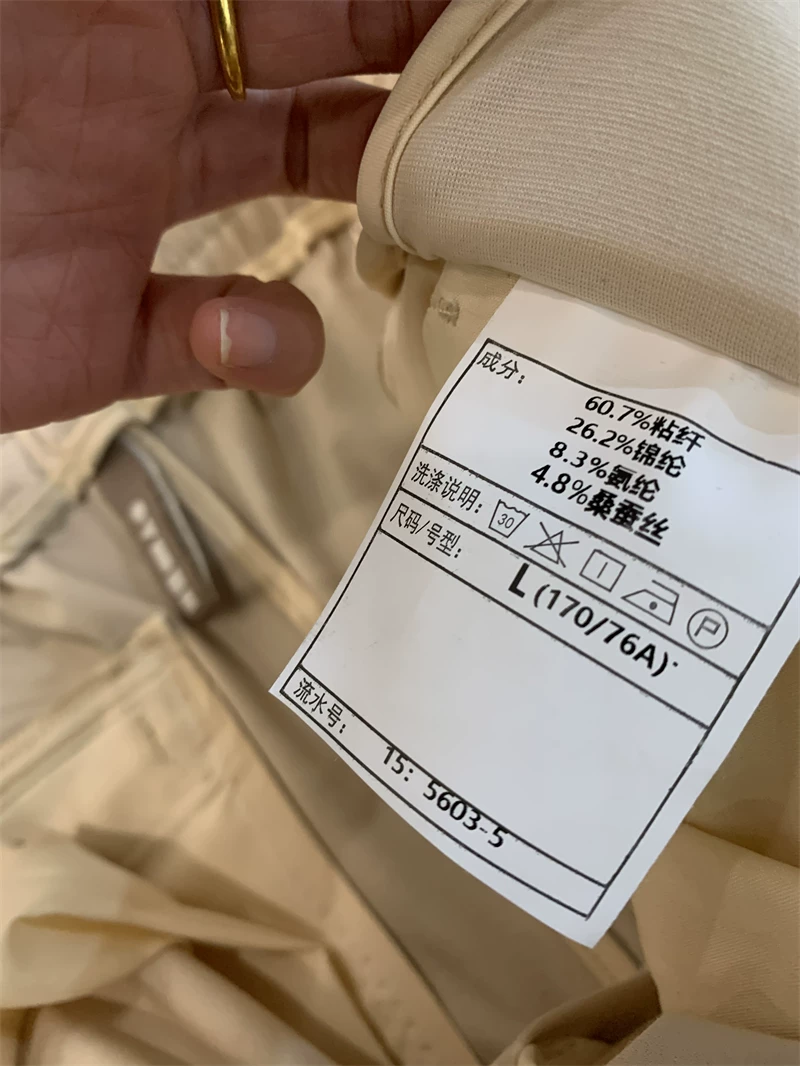 成分：
60.7%粘纤
26.2%锦纶
8.3%氨纶
4.8%桑蚕丝
洗涤说明：
30
P
尺码/号型：
L(170/76A)
流水号：
15: 5603-5